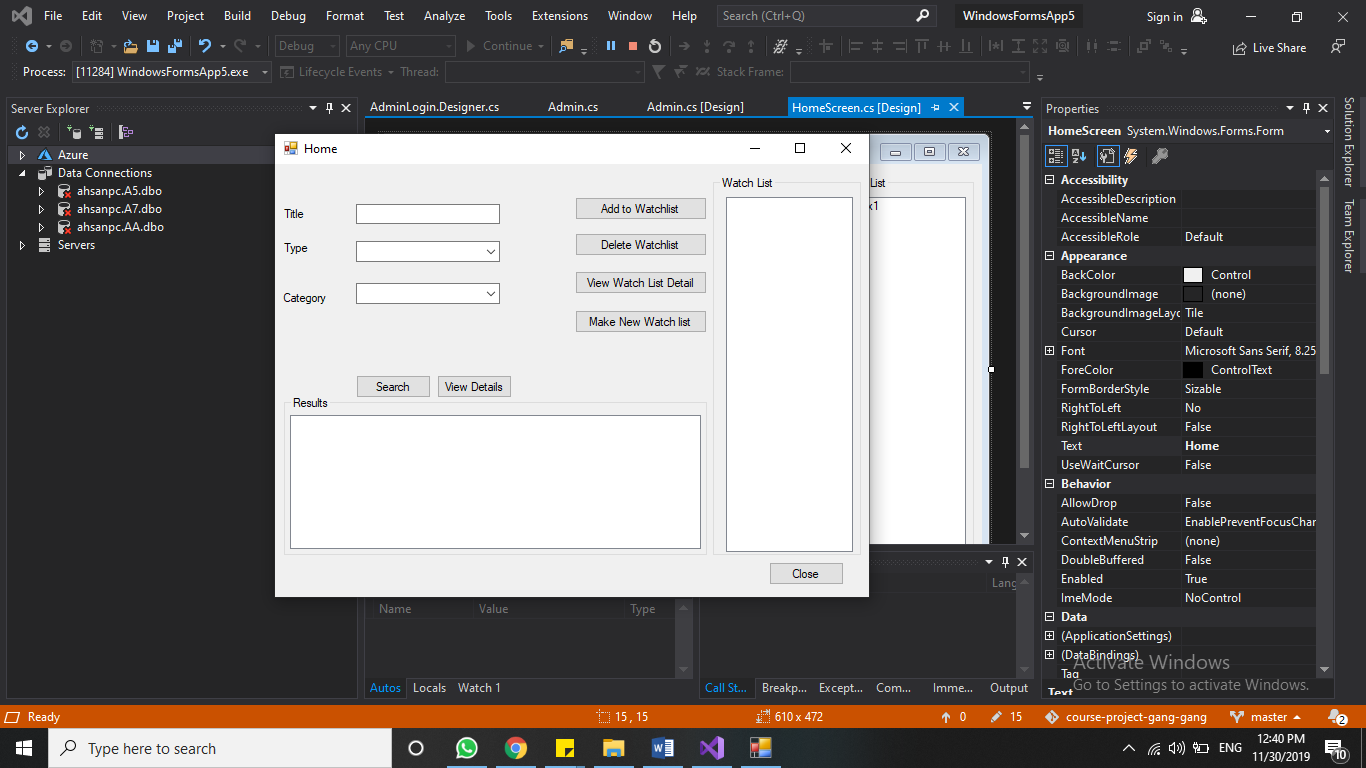 File Edit View Project Build Debug Format Test Analyze Tools Extensions Window Help Search (Ctrl+Q) WindowsFormsApp5 Sign in
Debug Any CPU Continue Live Share
Process: [11284] WindowsFormsApp5.exe Lifecycle Events Thread: Stack Frame:
Server Explorer
Azure
Data Connections
ahsanpc.A5.dbo
ahsanpc.A7.dbo
ahsanpc.AA.dbo
Servers
AdminLogin.Designer.cs Admin.cs Admin.cs [Design] HomeScreen.cs [Design]
Home
Title
Type
Category
Add to Watchlist
Delete Watchlist
View Watch List Detail
Make New Watch list
Search View Details
Results
Watch List
Close
List
x1
Name Value Type
Lang
Autos Locals Watch 1
Call St... Breakp... Except... Com... Imme... Output
Properties
HomeScreen System.Windows.Forms.Form
Accessibility
AccessibleDescription
AccessibleName
AccessibleRole Default
Appearance
BackColor Control
BackgroundImage (none)
BackgroundImageLayo Tile
Cursor Default
Font Microsoft Sans Serif, 8.25
ForeColor ControlText
FormBorderStyle Sizable
RightToLeft No
RightToLeftLayout False
Text Home
UseWaitCursor False
Behavior
AllowDrop False
AutoValidate EnablePreventFocusChan
ContextMenuStrip (none)
DoubleBuffered False
Enabled True
ImeMode NoControl
Data
(ApplicationSettings)
(DataBindings)
Tag
Text
Activate Windows
Go to Settings to activate Windows.
Solution Explorer
Team Explorer
Ready 15 , 15 610 x 472 0 15 course-project-gang-gang master 2
Type here to search ENG 12:40 PM
11/30/2019 10